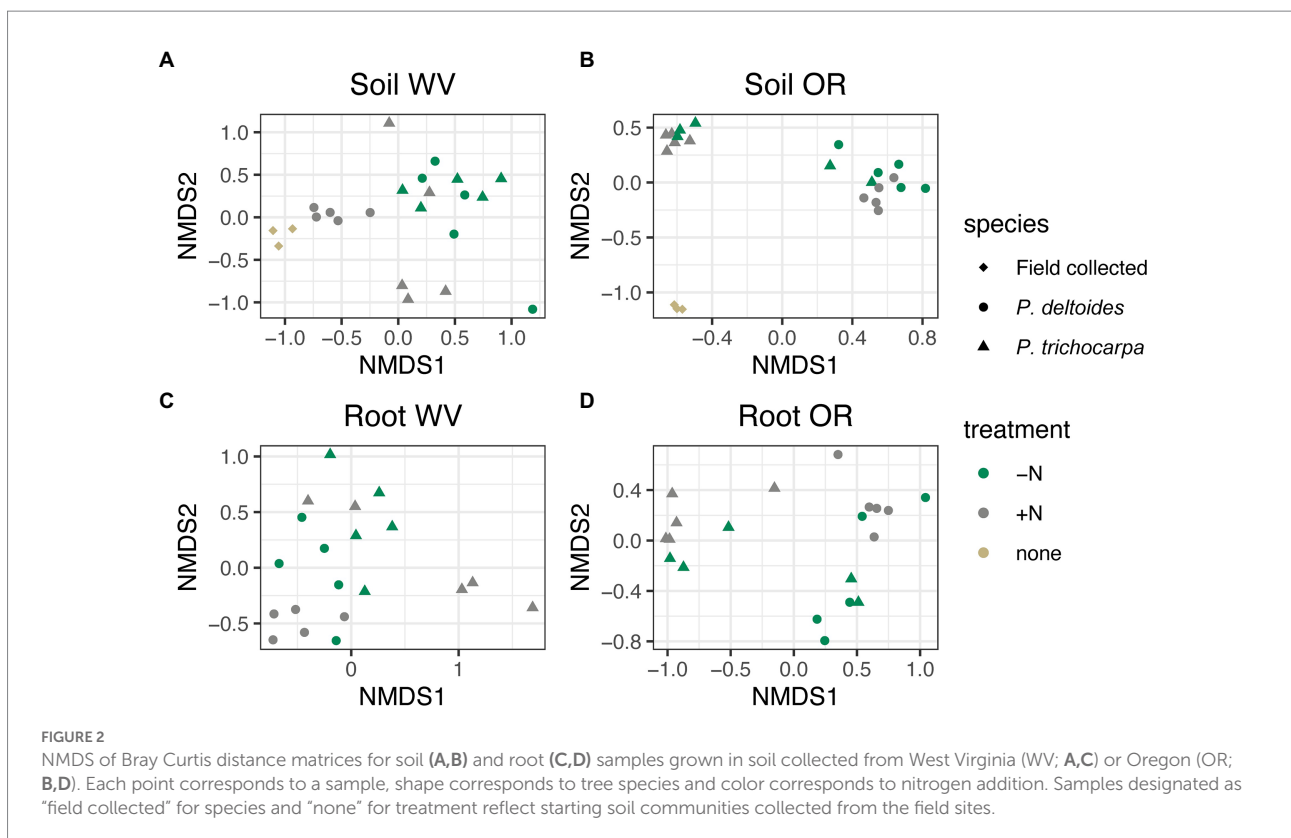 A
Soil WV
1.0
0.5
0.0
−0.5
−1.0
NMDS2
−1.0 −0.5 0.0 0.5 1.0
NMDS1
B
Soil OR
0.5
0.0
−0.5
−1.0
NMDS2
−0.4 0.0 0.4 0.8
NMDS1
species
Field collected
P. deltoides
P. trichocarpa
C
Root WV
1.0
0.5
0.0
−0.5
NMDS2
0 1
NMDS1
D
Root OR
0.4
0.0
−0.4
−0.8
NMDS2
−1.0 −0.5 0.0 0.5 1.0
NMDS1
treatment
−N
+N
none
FIGURE 2
NMDS of Bray Curtis distance matrices for soil (A,B) and root (C,D) samples grown in soil collected from West Virginia (WV; A,C) or Oregon (OR;
B,D). Each point corresponds to a sample, shape corresponds to tree species and color corresponds to nitrogen addition. Samples designated as
“field collected” for species and “none” for treatment reflect starting soil communities collected from the field sites.